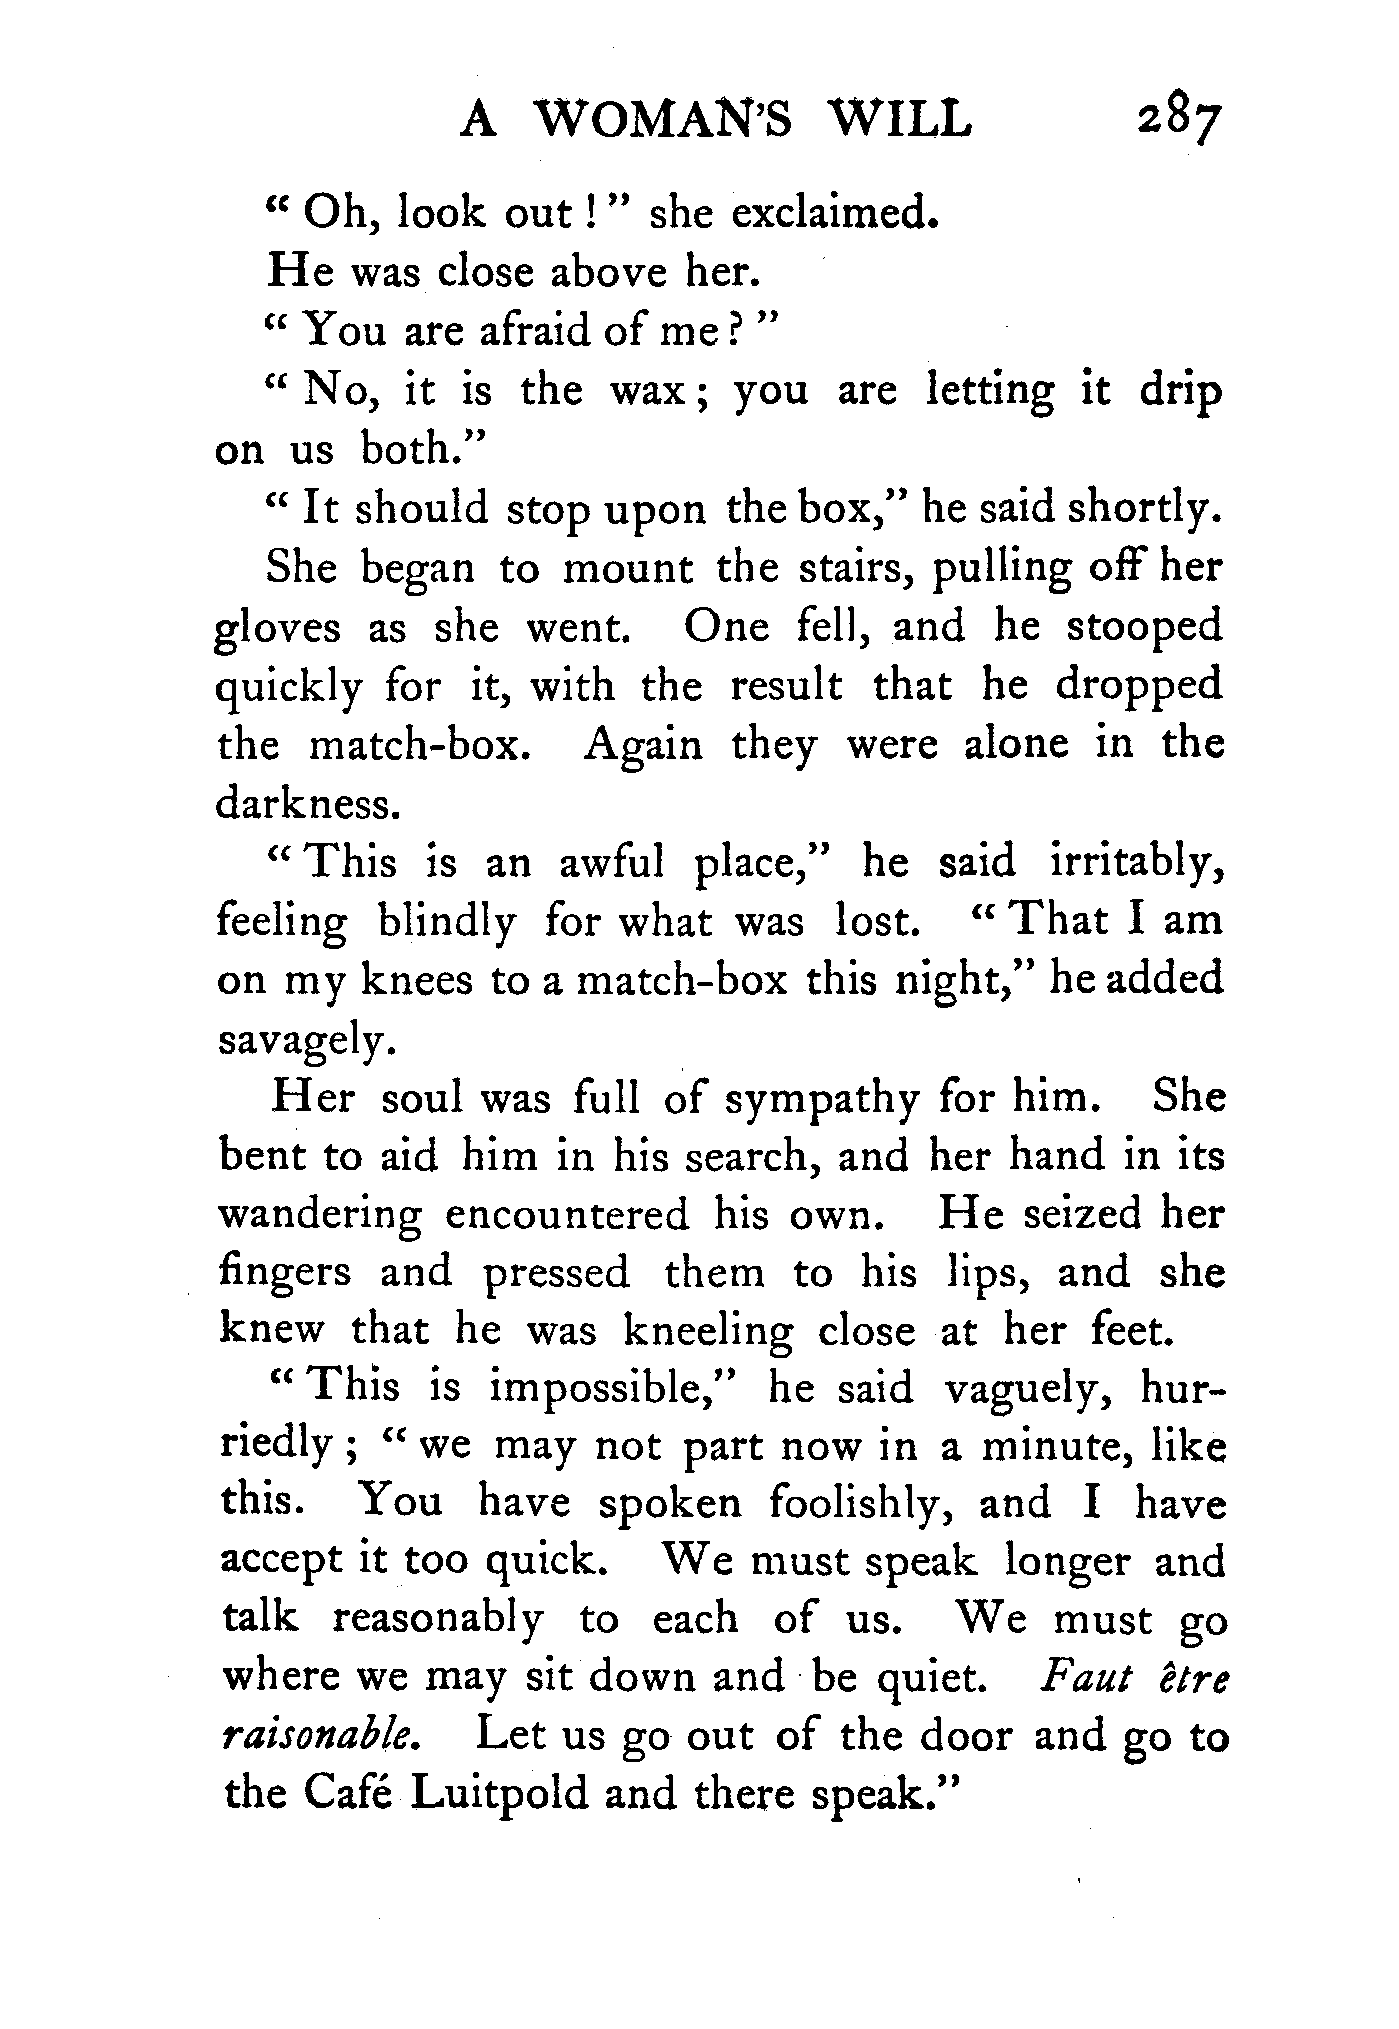 A WOMAN'S WILL 287
" Oh, look out ! " she exclaimed.
He was close above her.
" You are afraid of me ? "
" No, it is the wax ; you are letting it drip
on us both."
" It should stop upon the box," he said shortly.
She began to mount the stairs, pulling off her
gloves as she went. One fell, and he stooped
quickly for it, with the result that he dropped
the match-box. Again they were alone in the
darkness.
" This is an awful place," he said irritably,
feeling blindly for what was lost. " That I am
on my knees to a match-box this night," he added
savagely.
Her soul was full of sympathy for him. She
bent to aid him in his search, and her hand in its
wandering encountered his own. He seized her
fingers and pressed them to his lips, and she
knew that he was kneeling close at her feet.
" This is impossible," he said vaguely, hur-
riedly ; " we may not part now in a minute, like
this. You have spoken foolishly, and I have
accept it too quick. We must speak longer and
talk reasonably to each of us. We must go
where we may sit down and be quiet. Faut être
raisonable. Let us go out of the door and go to
the Café Luitpold and there speak."